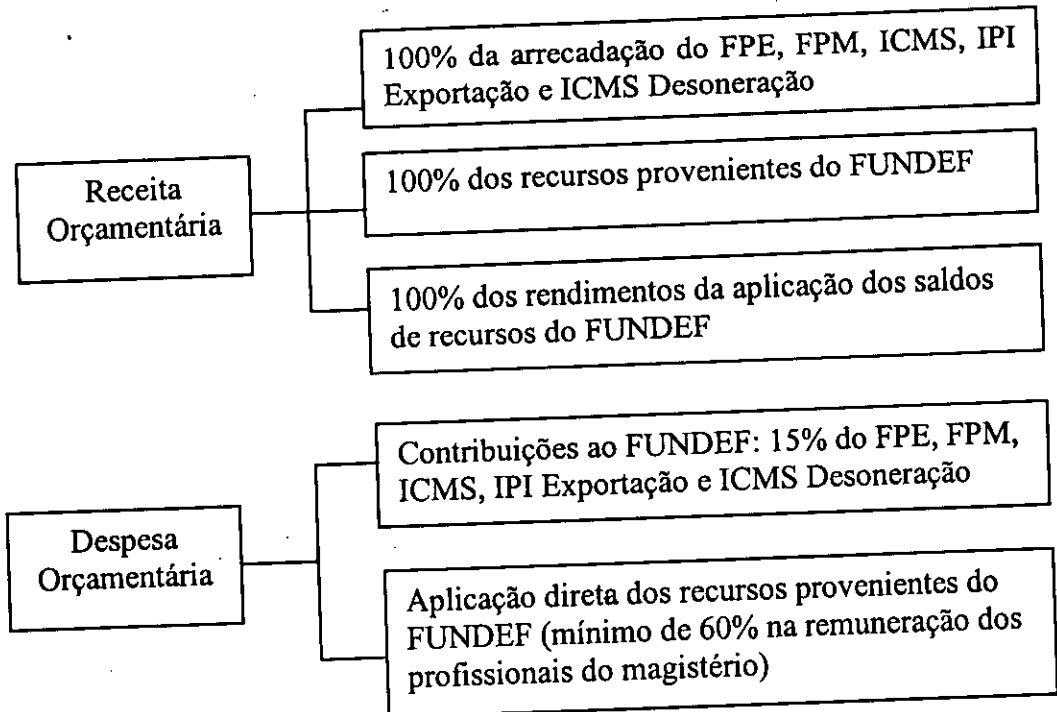 100% da arrecadação do FPE, FPM, ICMS, IPI
Exportação e ICMS Desoneração
Receita
Orçamentária
100% dos recursos provenientes do FUNDEF
100% dos rendimentos da aplicação dos saldos
de recursos do FUNDEF
Contribuições ao FUNDEF: 15% do FPE, FPM,
ICMS, IPI Exportação e ICMS Desoneração
Despesa
Orçamentária
Aplicação direta dos recursos provenientes do
FUNDEF (mínimo de 60% na remuneração dos
profissionais do magistério)